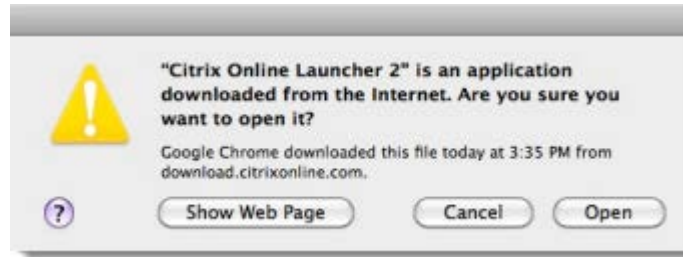 "Citrix Online Launcher 2" is an application
downloaded from the Internet. Are you sure you
want to open it?
Google Chrome downloaded this file today at 3:35 PM from
download.citrixonline.com.
?
Show Web Page
Cancel
Open